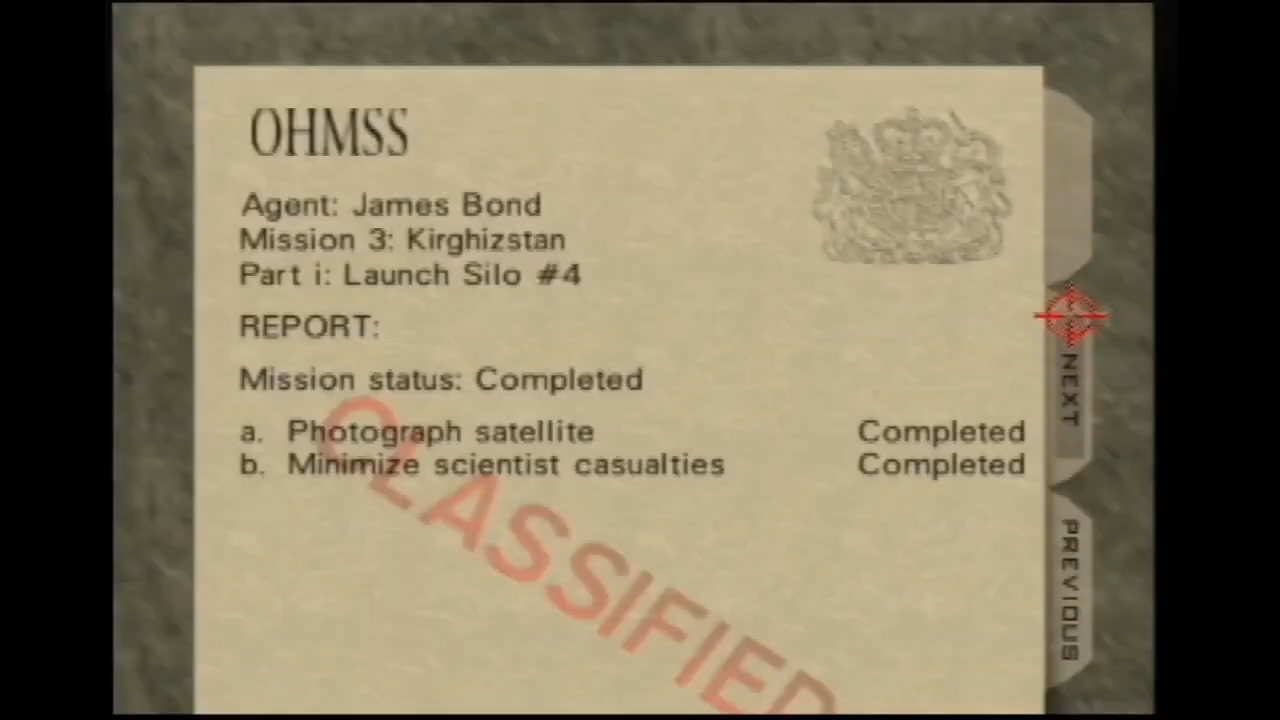 OHMSS
Agent: James Bond
Mission 3: Kirghizstan
Part i: Launch Silo #4
REPORT:
Mission status: Completed
a. Photograph satellite Completed
b. Minimize scientist casualties Completed
CLASSIFIED
NEXT
PREVIOUS